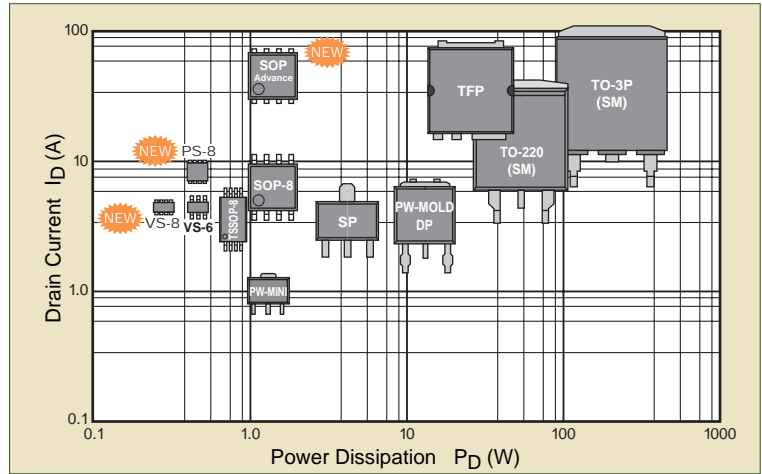 100
10
1.0
0.1
Drain Current ID (A)
NEW
SOP
Advance
NEW
PS-8
NEW
VS-8
VS-6
TSSOP-8
SOP-8
PW-MINI
SP
PW-MOLD
DP
TFP
TO-220
(SM)
TO-3P
(SM)
0.1
1.0
10
100
1000
Power Dissipation PD (W)